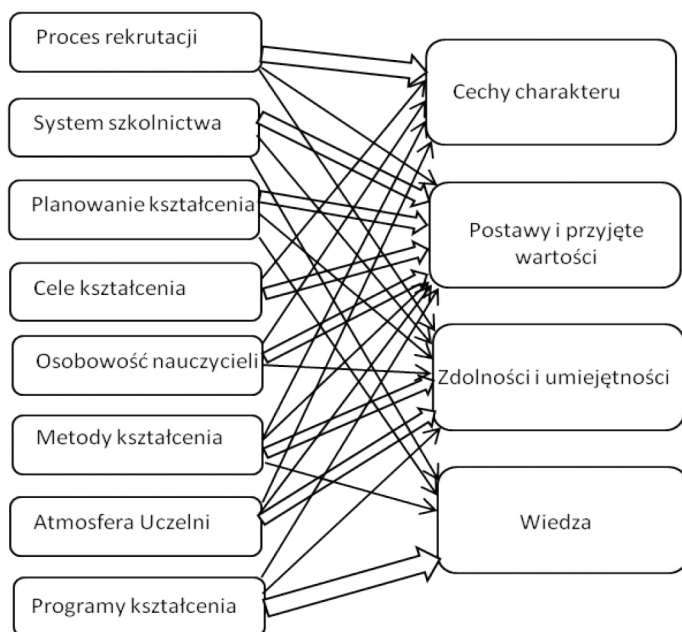 Proces rekrutacji
System szkolnictwa
Planowanie kształcenia
Cele kształcenia
Osobowość nauczycieli
Metody kształcenia
Atmosfera Uczelni
Programy kształcenia
Cechy charakteru
Postawy i przyjęte
wartości
Zdolności i umiejętności
Wiedza